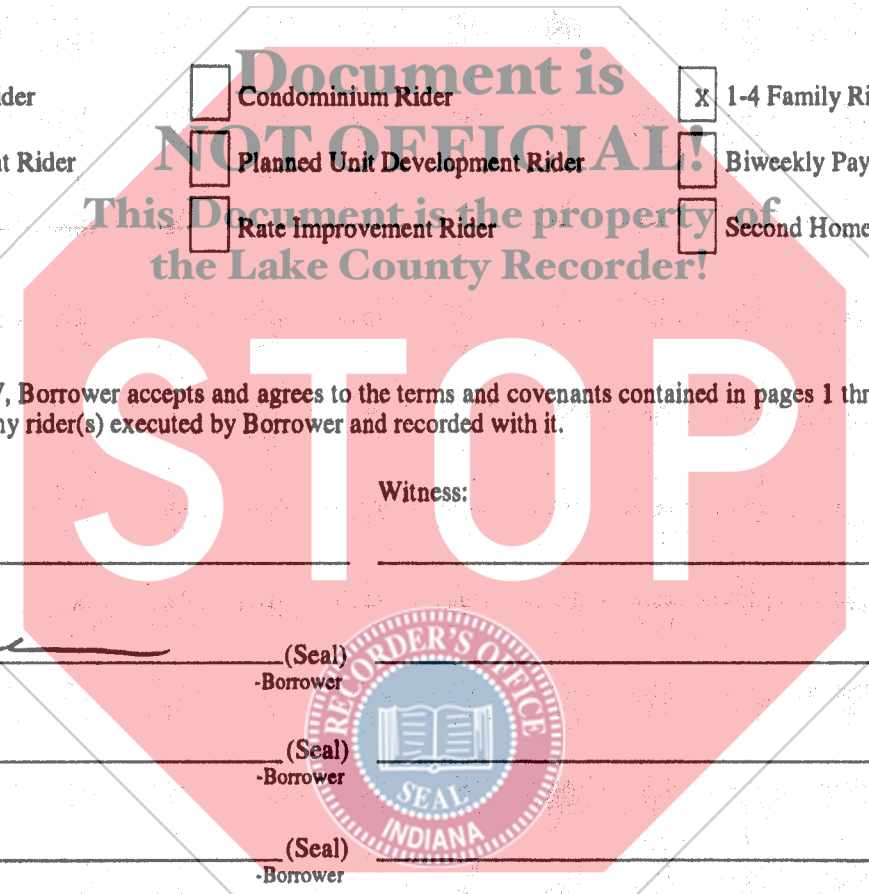 Document is
ider Condominium Rider x 1-4 Family Ri
NOT OFFICIAL!
nt Rider Planned Unit Development Rider Biweekly Pay
This Document is the property of
Rate Improvement Rider Second Home
the Lake County Recorder!
STOP
, Borrower accepts and agrees to the terms and covenants contained in pages 1 thr
ny rider(s) executed by Borrower and recorded with it.
Witness:
(Seal)
-Borrower
RECORDER'S OFFICE
(Seal)
-Borrower
SEAL
INDIANA
(Seal)
-Borrower